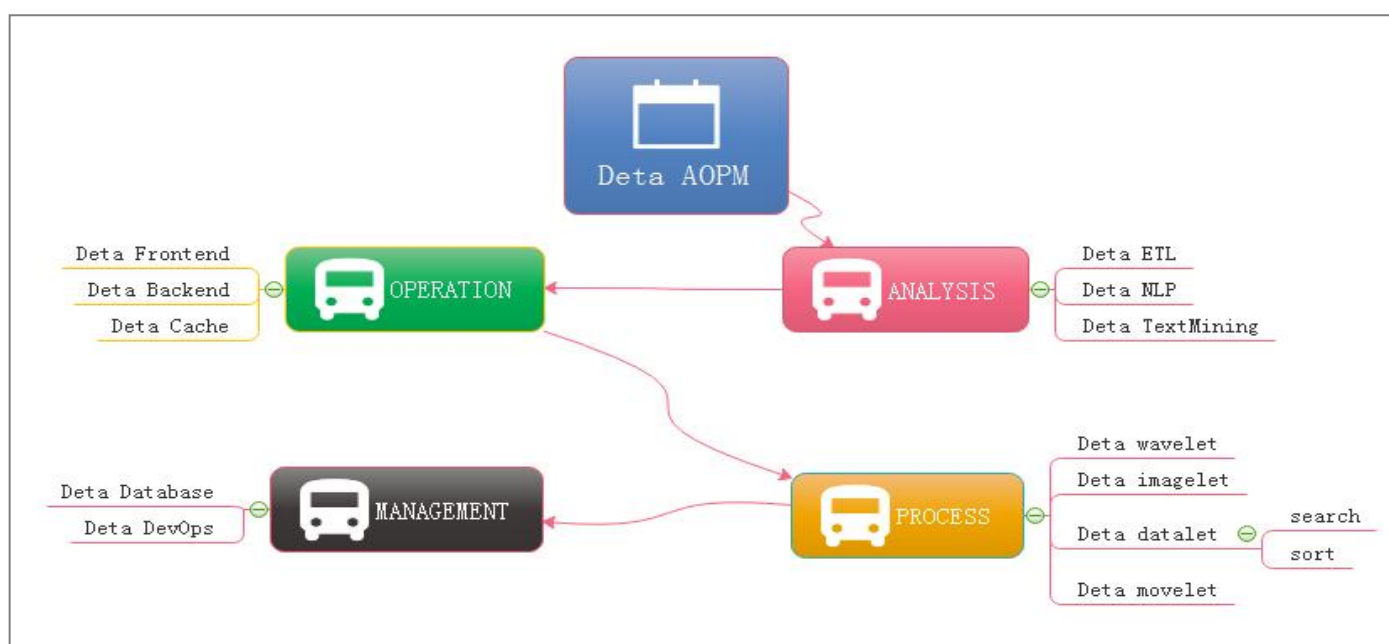 Deta AOPM
Deta Frontend
Deta Backend
Deta Cache
OPERATION
ANALYSIS
Deta ETL
Deta NLP
Deta TextMining
Deta Database
Deta DevOps
MANAGEMENT
PROCESS
Deta wavelet
Deta imagelet
Deta datalet
search
sort
Deta movelet